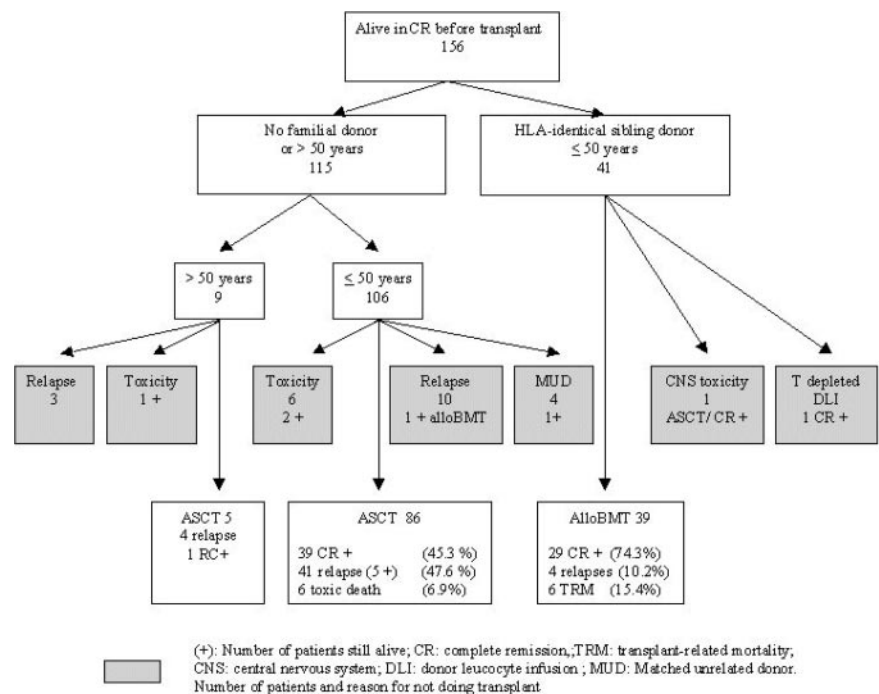 Alive in CR before transplant
156
No familial donor
or > 50 years
115
HLA-identical sibling donor
≤ 50 years
41
> 50 years
9
≤ 50 years
106
Relapse
3
Toxicity
1 +
Toxicity
6
2 +
Relapse
10
1 + alloBMT
MUD
4
1+
CNS toxicity
1
ASCT/ CR +
T depleted
DLI
1 CR +
ASCT 5
4 relapse
1 RC+
ASCT 86
39 CR + (45.3 %)
41 relapse (5 +) (47.6 %)
6 toxic death (6.9%)
AlloBMT 39
29 CR + (74.3%)
4 relapses (10.2%)
6 TRM (15.4%)
(+): Number of patients still alive; CR: complete remission,;TRM: transplant-related mortality;
CNS: central nervous system; DLI: donor leucocyte infusion ; MUD: Matched unrelated donor.
Number of patients and reason for not doing transplant